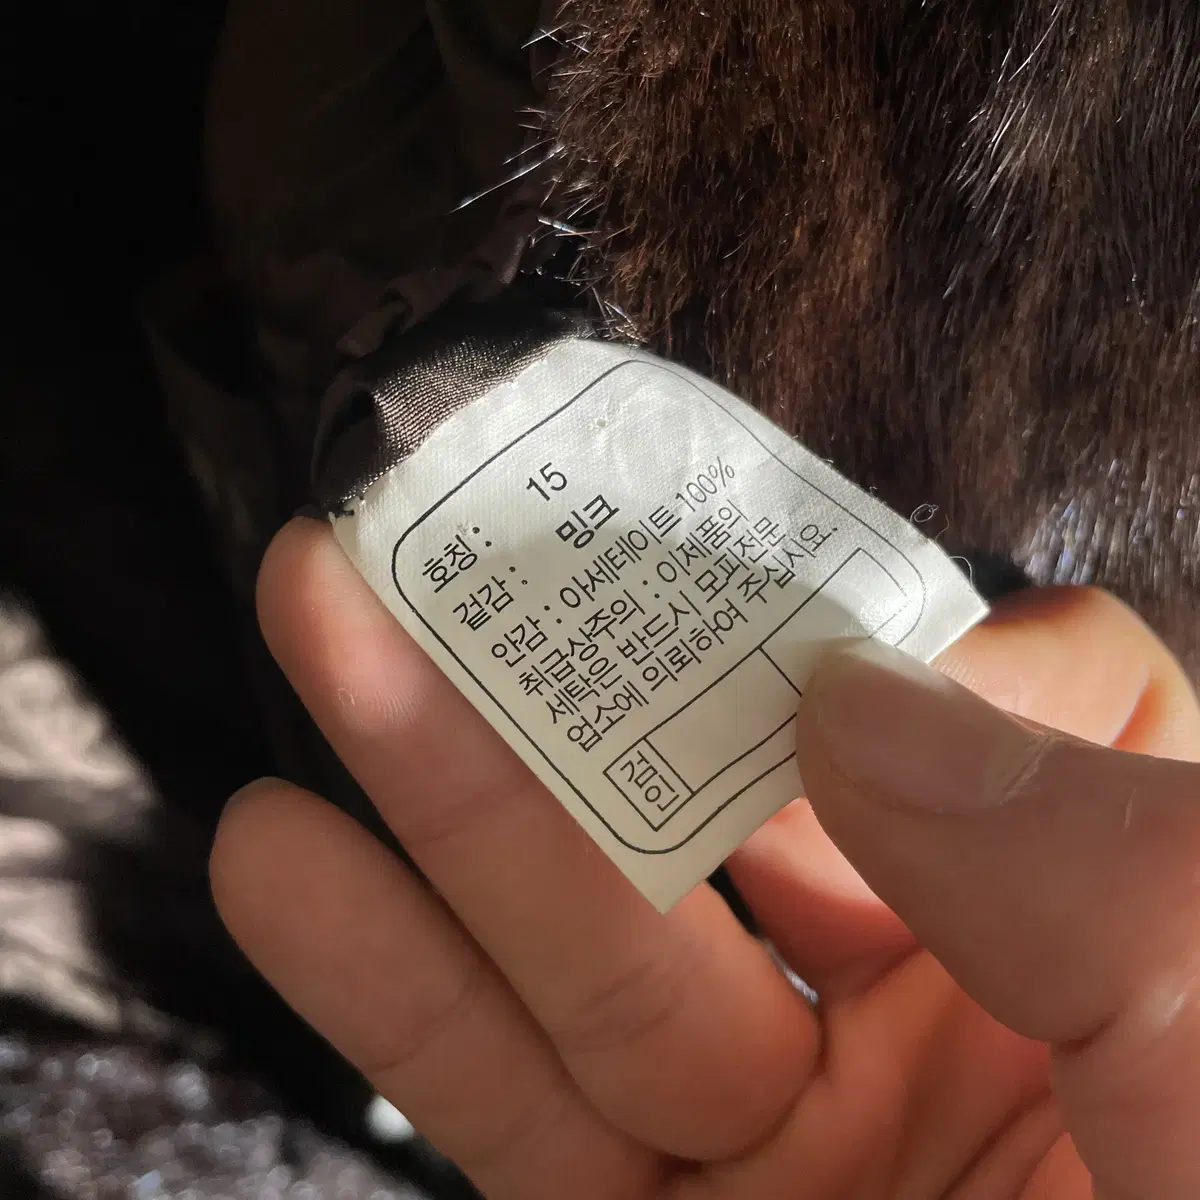 호칭 : 15
겉감 : 밍크
안감 : 아세테이트 100%
취급상주의 : 이제품의
세탁은 반드시 모피전문
업소에 의뢰하여 주십시요.
검인